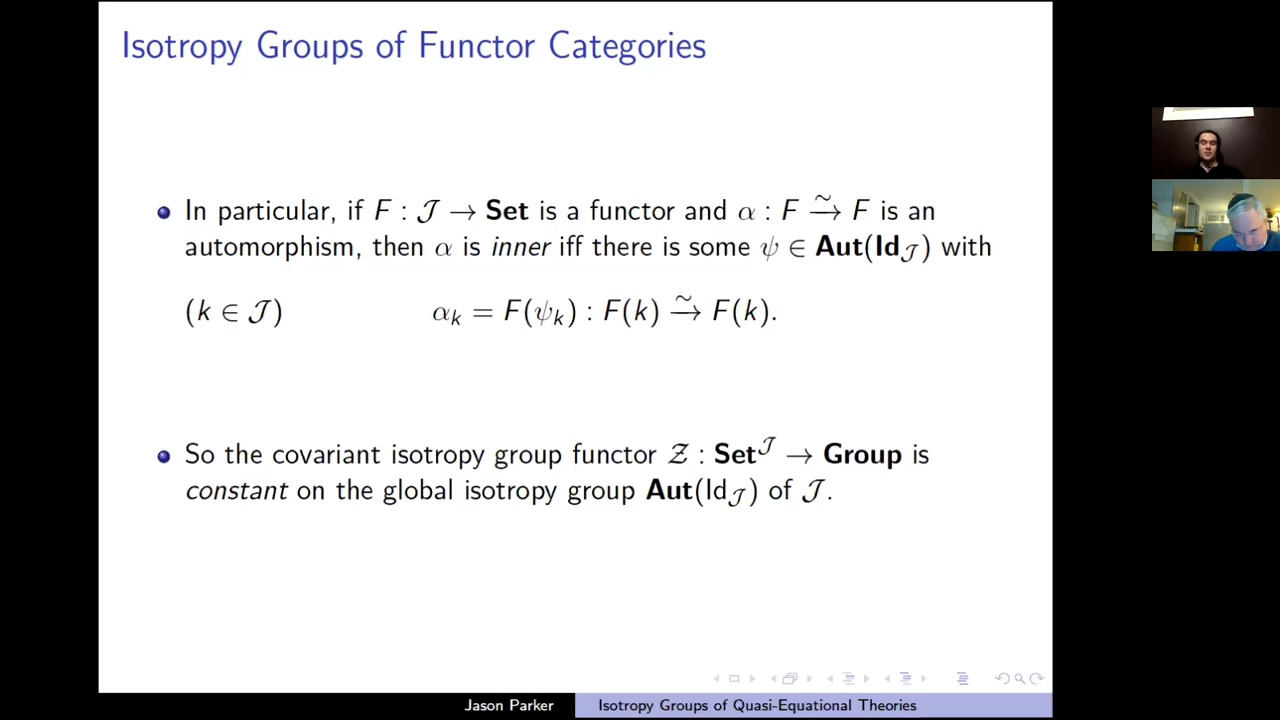 Isotropy Groups of Functor Categories
In particular, if F : 𝒥 → Set is a functor and α : F ⥲ F is an
automorphism, then α is inner iff there is some ψ ∈ Aut(Id_𝒥) with
(k ∈ 𝒥) α_k = F(ψ_k) : F(k) ⥲ F(k).
So the covariant isotropy group functor 𝒵 : Set^𝒥 → Group is
constant on the global isotropy group Aut(Id_𝒥) of 𝒥.
Jason Parker Isotropy Groups of Quasi-Equational Theories